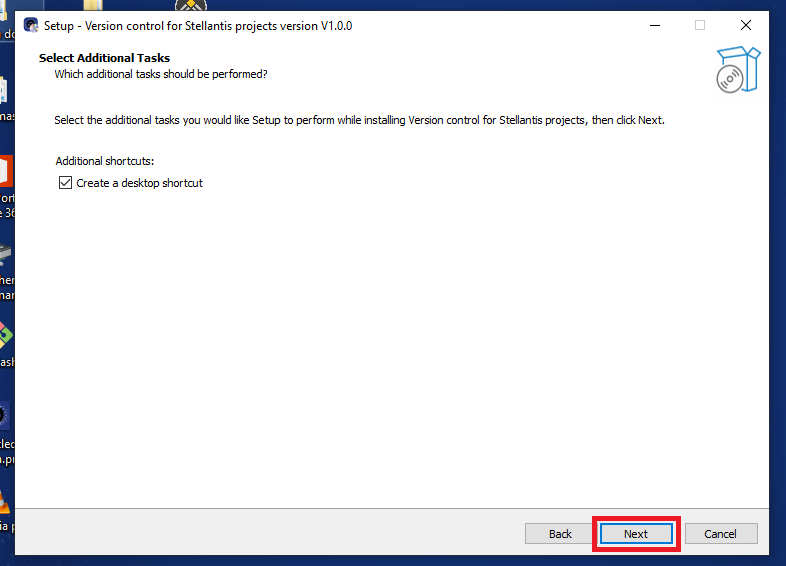 Setup - Version control for Stellantis projects version V1.0.0
Select Additional Tasks
Which additional tasks should be performed?
Select the additional tasks you would like Setup to perform while installing Version control for Stellantis projects, then click Next.
Additional shortcuts:
Create a desktop shortcut
Back
Next
Cancel